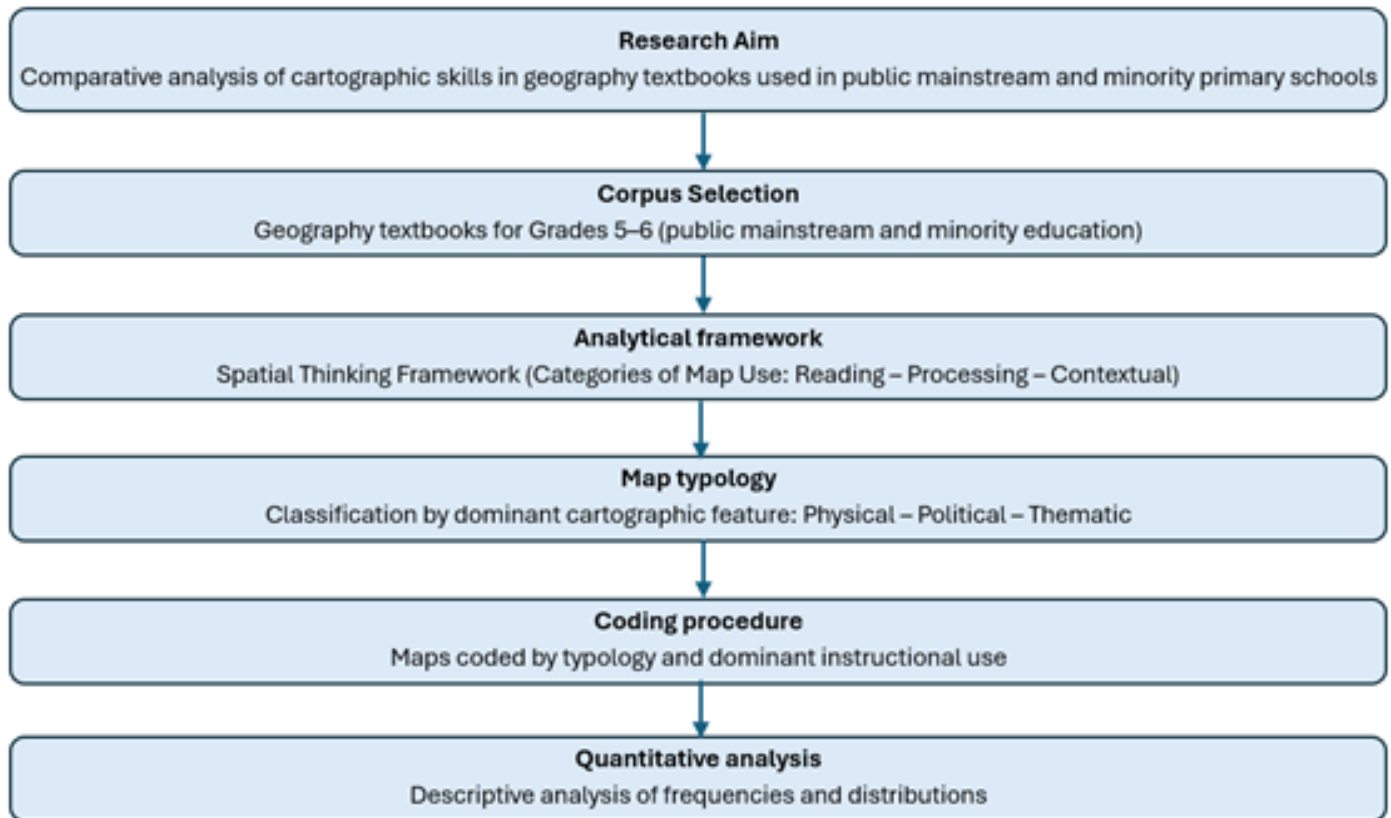 Research Aim
Comparative analysis of cartographic skills in geography textbooks used in public mainstream and minority primary schools
Corpus Selection
Geography textbooks for Grades 5–6 (public mainstream and minority education)
Analytical framework
Spatial Thinking Framework (Categories of Map Use: Reading – Processing – Contextual)
Map typology
Classification by dominant cartographic feature: Physical – Political – Thematic
Coding procedure
Maps coded by typology and dominant instructional use
Quantitative analysis
Descriptive analysis of frequencies and distributions